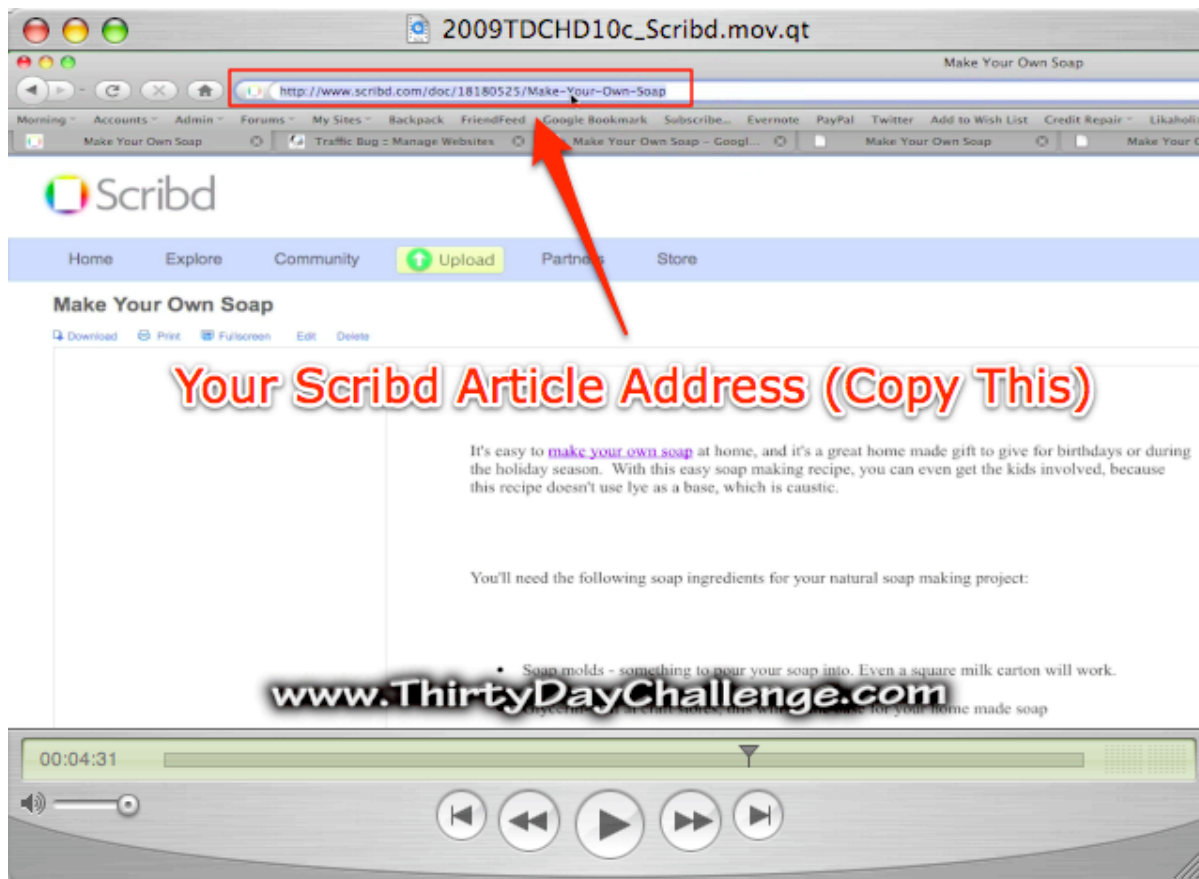 2009TDCHD10c_Scribd.mov.qt
Make Your Own Soap
http://www.scribd.com/doc/18180525/Make-Your-Own-Soap
Morning Accounts Admin Forums My Sites Backpack FriendFeed Google Bookmark Subscribe... Evernote PayPal Twitter Add to Wish List Credit Repair Likaholix
Make Your Own Soap Traffic Bug :: Manage Websites Make Your Own Soap - Googl... Make Your Own Soap Make Your
Scribd
Home Explore Community Upload Partners Store
Make Your Own Soap
Download Print Fullscreen Edit Delete
Your Scribd Article Address (Copy This)
It's easy to make your own soap at home, and it's a great home made gift to give for birthdays or during
the holiday season. With this easy soap making recipe, you can even get the kids involved, because
this recipe doesn't use lye as a base, which is caustic.
You'll need the following soap ingredients for your natural soap making project:
• Soap molds - something to pour your soap into. Even a square milk carton will work.
www.ThirtyDayChallenge.com
for your home made soap
00:04:31